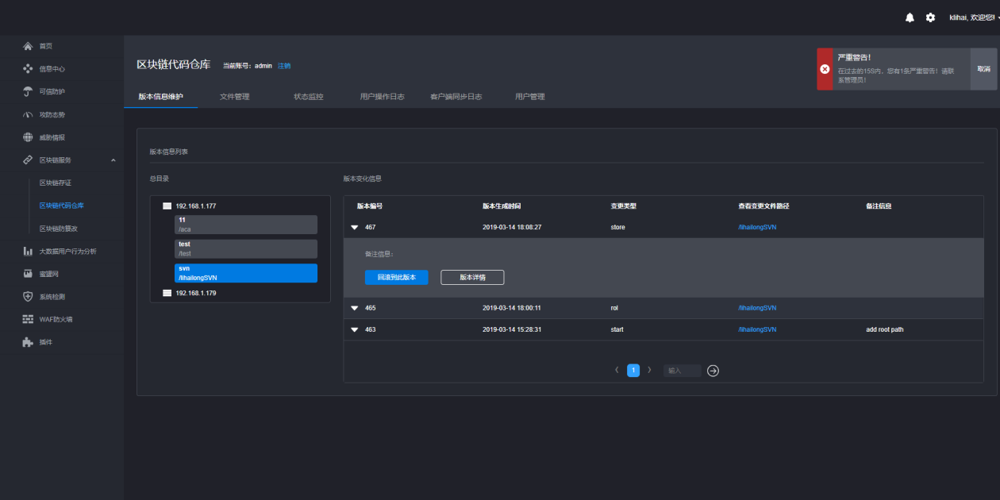 klihai, 欢迎您!
首页
信息中心
可信防护
攻防态势
威胁情报
区块链服务
区块链存证
区块链代码仓库
区块链防篡改
大数据用户行为分析
蜜盟网
系统检测
WAF防火墙
插件
区块链代码仓库 当前账号: admin 注销
严重警告!
在过去的15S内，您有1条严重警告! 请联
系管理员!
取消
版本信息维护 文件管理 状态监控 用户操作日志 客户端同步日志 用户管理
版本信息列表
总目录
192.168.1.177
11
/aca
test
/test
svn
/lihailongSVN
192.168.1.179
版本变化信息
版本编号 版本生成时间 变更类型 查看变更文件路径 备注信息
467 2019-03-14 18:08:27 store /lihailongSVN
备注信息:
回滚到此版本 版本详情
465 2019-03-14 18:00:11 rol /lihailongSVN
463 2019-03-14 15:28:31 start /lihailongSVN add root path
1 输入